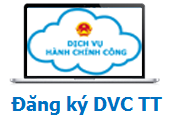 DỊCH VỤ
HÀNH CHÍNH CÔNG
Đăng ký DVC TT